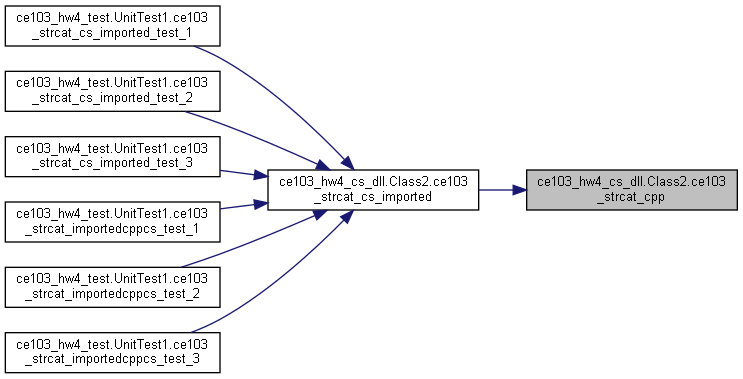 ce103_hw4_test.UnitTest1.ce103
_strcat_cs_imported_test_1
ce103_hw4_test.UnitTest1.ce103
_strcat_cs_imported_test_2
ce103_hw4_test.UnitTest1.ce103
_strcat_cs_imported_test_3
ce103_hw4_test.UnitTest1.ce103
_strcat_importedcppcs_test_1
ce103_hw4_test.UnitTest1.ce103
_strcat_importedcppcs_test_2
ce103_hw4_test.UnitTest1.ce103
_strcat_importedcppcs_test_3
ce103_hw4_cs_dll.Class2.ce103
_strcat_cs_imported
ce103_hw4_cs_dll.Class2.ce103
_strcat_cpp